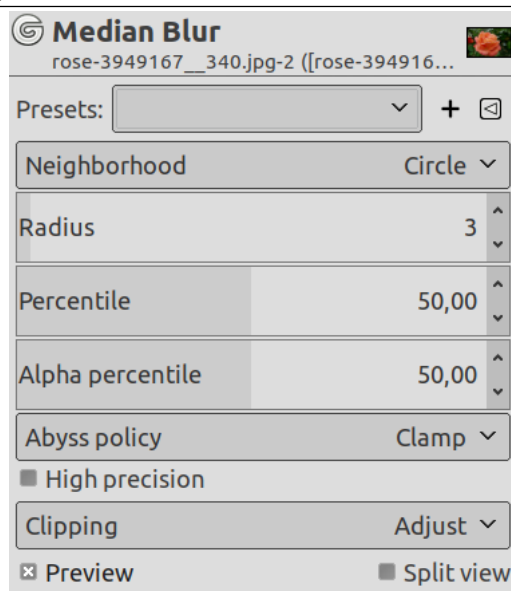 Median Blur
rose-3949167__340.jpg-2 ([rose-394916...
Presets:
Neighborhood Circle
Radius 3
Percentile 50,00
Alpha percentile 50,00
Abyss policy Clamp
High precision
Clipping Adjust
Preview Split view